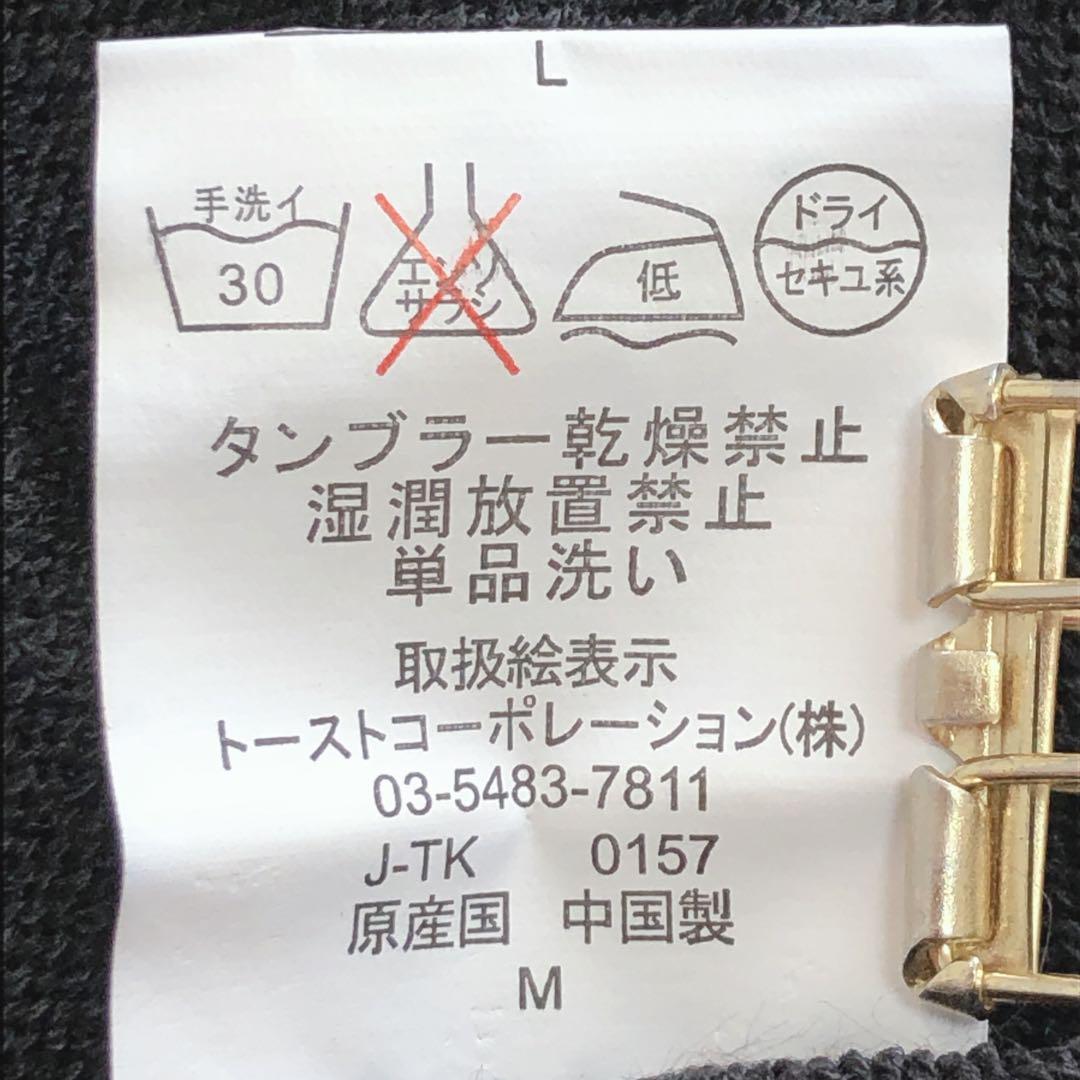 L
手洗イ
30
エンソ
サラシ
低
ドライ
セキユ系
タンブラー乾燥禁止
湿潤放置禁止
単品洗い
取扱絵表示
トーストコーポレーション(株)
03-5483-7811
J-TK 0157
原産国 中国製
M